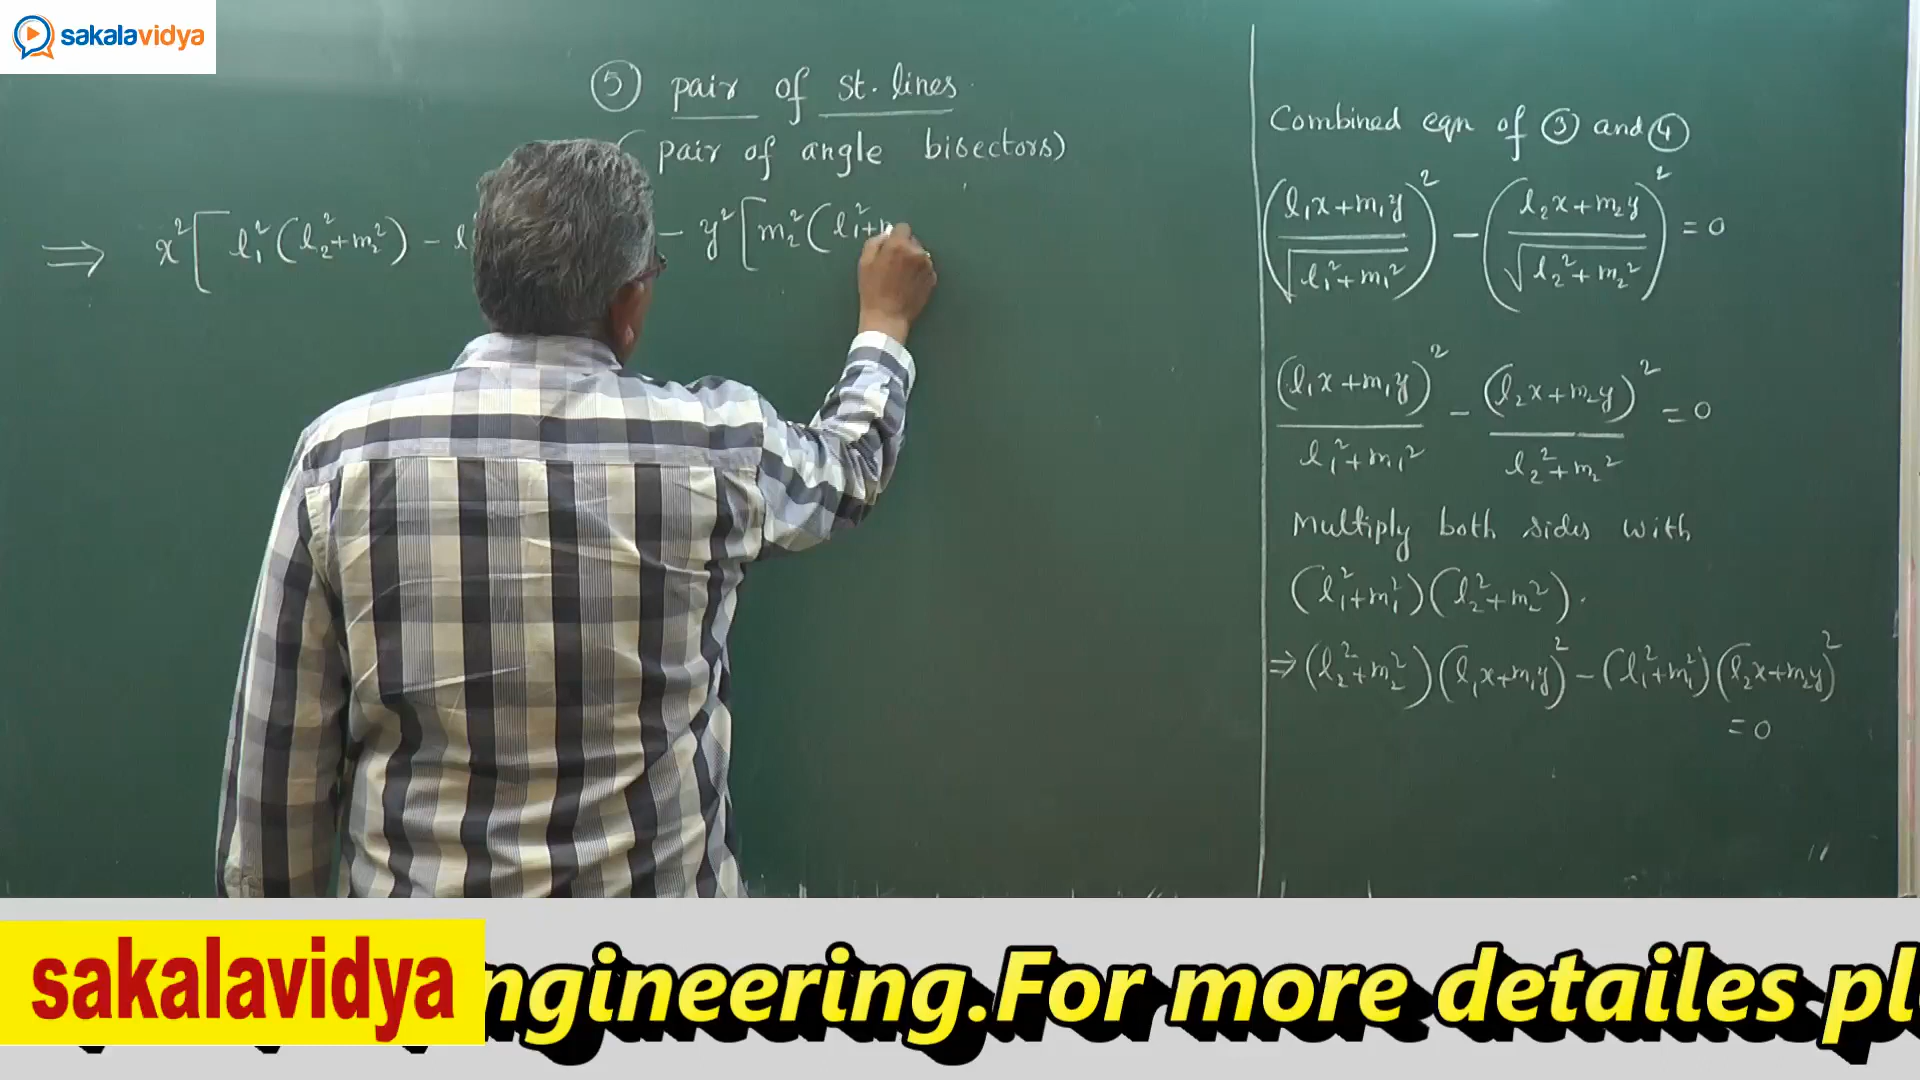 sakalavidya
⑤ pair of st. lines
( pair of angle bisectors)
⇒ x²[ l₁²(l₂²+m₂²) - l - y²[m₂²(l₁²+m
Combined eqn of ③ and ④
((l₁x+m₁y)/√(l₁²+m₁²))² - ((l₂x+m₂y)/√(l₂²+m₂²))² = 0
(l₁x+m₁y)²/(l₁²+m₁²) - (l₂x+m₂y)²/(l₂²+m₂²) = 0
Multiply both sides with
(l₁²+m₁²)(l₂²+m₂²).
⇒(l₂²+m₂²)(l₁x+m₁y)² - (l₁²+m₁²)(l₂x+m₂y)²
= 0
sakalavidya ngineering.For more detailes pl